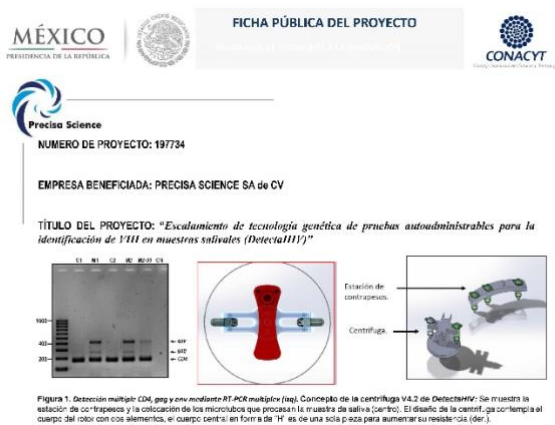 MÉXICO
PRESIDENCIA DE LA REPÚBLICA
FICHA PÚBLICA DEL PROYECTO
CONACYT
Precisa Science
NUMERO DE PROYECTO: 197734
EMPRESA BENEFICIADA: PRECISA SCIENCE SA de CV
TÍTULO DEL PROYECTO: "Escalamiento de tecnología genética de pruebas autoadministrables para la
identificación de VIH en muestras salivales (DetectaHIV)"
C1 M1 C2 M2
1000
400
200
CD4
Estación de
contrapesos.
Centrífuga.
Figura 1. Detección múltiple CD4, gag y env mediante RT-PCR multiplex (izq). Concepto de la centrífuga V4.2 de DetectaHIV: Se muestra la
estación de contrapesos y la colocación de los microtubos que procesan la muestra de saliva (centro). El diseño de la centrífuga contempla el
cuerpo del rotor con dos elementos, el cuerpo central en forma de "H" es de una sola pieza para aumentar su resistencia (der.).